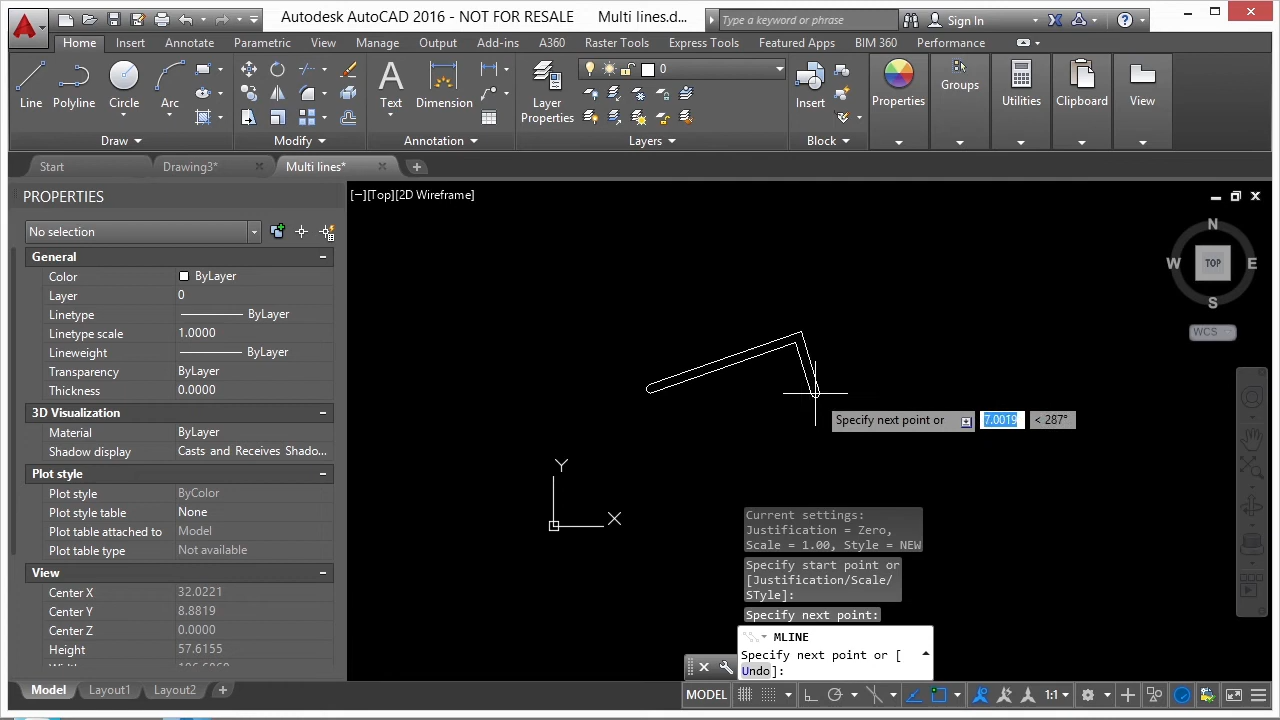 Autodesk AutoCAD 2016 - NOT FOR RESALE Multi lines.d... Type a keyword or phrase Sign In
Home Insert Annotate Parametric View Manage Output Add-ins A360 Raster Tools Express Tools Featured Apps BIM 360 Performance
Line Polyline Circle Arc Text Dimension Layer Properties 0 Insert Properties Groups Utilities Clipboard View
Draw Modify Annotation Layers Block
Start Drawing3* Multi lines*
PROPERTIES
[−][Top][2D Wireframe]
No selection
General
Color ByLayer
Layer 0
Linetype ByLayer
Linetype scale 1.0000
Lineweight ByLayer
Transparency ByLayer
Thickness 0.0000
3D Visualization
Material ByLayer
Shadow display Casts and Receives Shado...
Plot style
Plot style ByColor
Plot style table None
Plot table attached to Model
Plot table type Not available
View
Center X 32.0221
Center Y 8.8819
Center Z 0.0000
Height 57.6155
N
W TOP E
S
WCS
Specify next point or 7.0019 < 287°
Y
X
Current settings:
Justification = Zero,
Scale = 1.00, Style = NEW
Specify start point or
[Justification/Scale/
STyle]:
Specify next point:
MLINE
Specify next point or [
Undo]:
Model Layout1 Layout2 MODEL 1:1